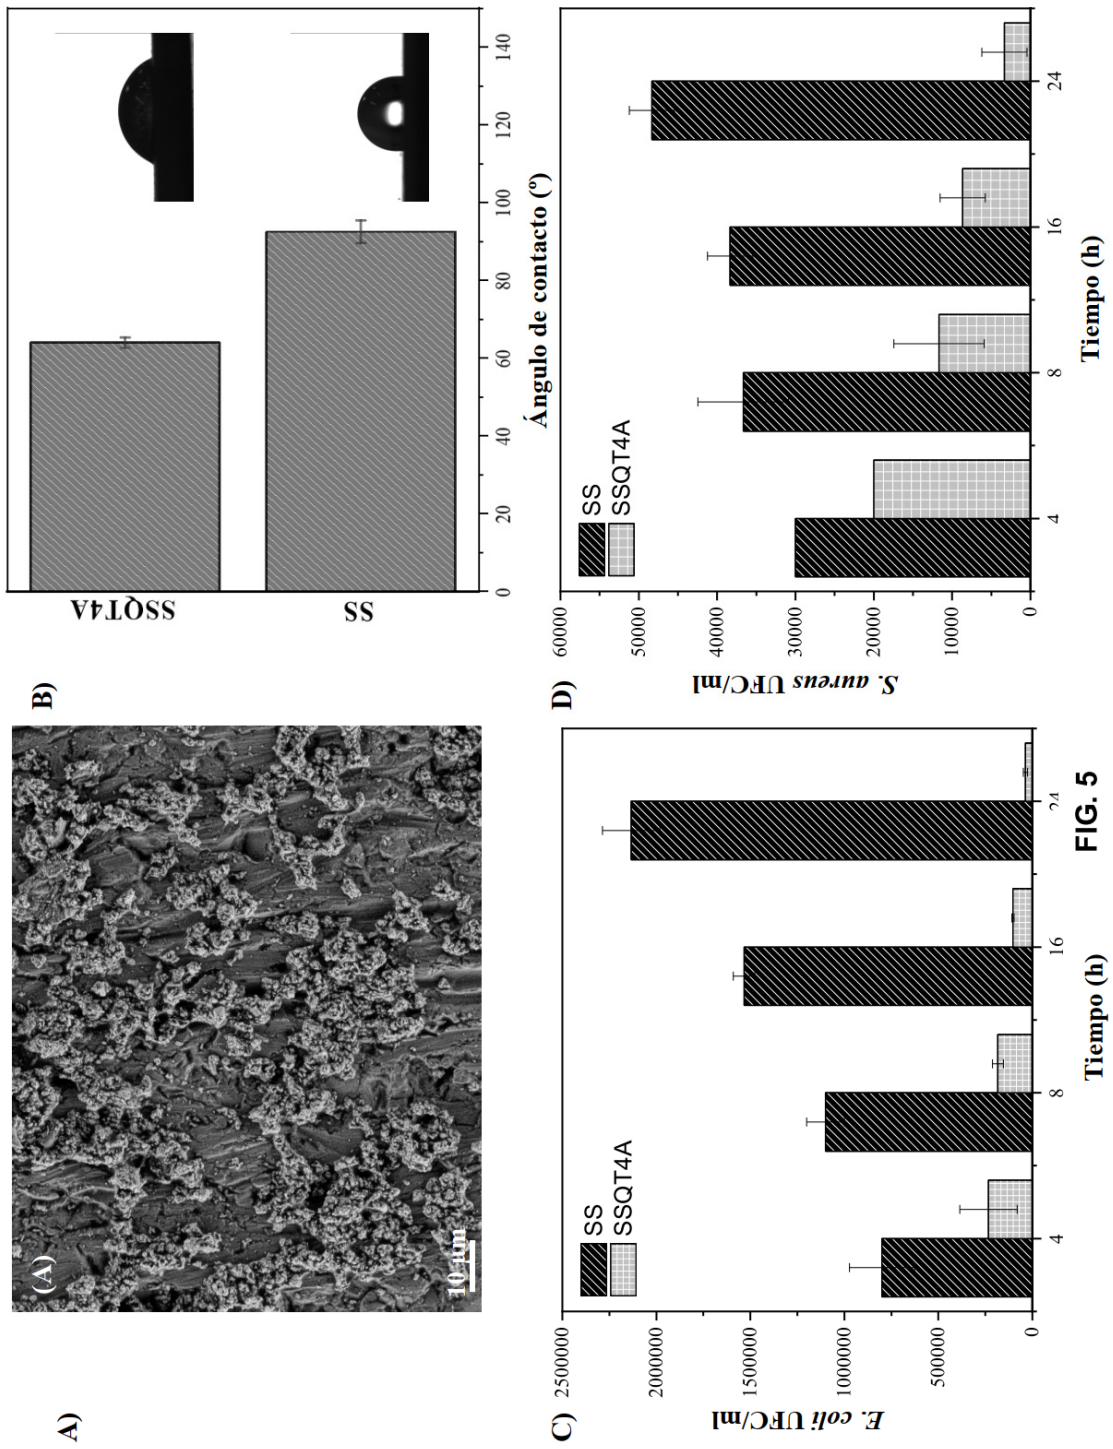 A)
(A)
10 µm
B)
SSQT4A
SS
0
20
40
60
80
100
120
140
Ángulo de contacto (º)
C)
E. coli UFC/ml
2500000
2000000
1500000
1000000
500000
0
SS
SSQT4A
4
8
16
24
Tiempo (h)
D)
S. aureus UFC/ml
60000
50000
40000
30000
20000
10000
0
SS
SSQT4A
4
8
16
24
Tiempo (h)
FIG. 5